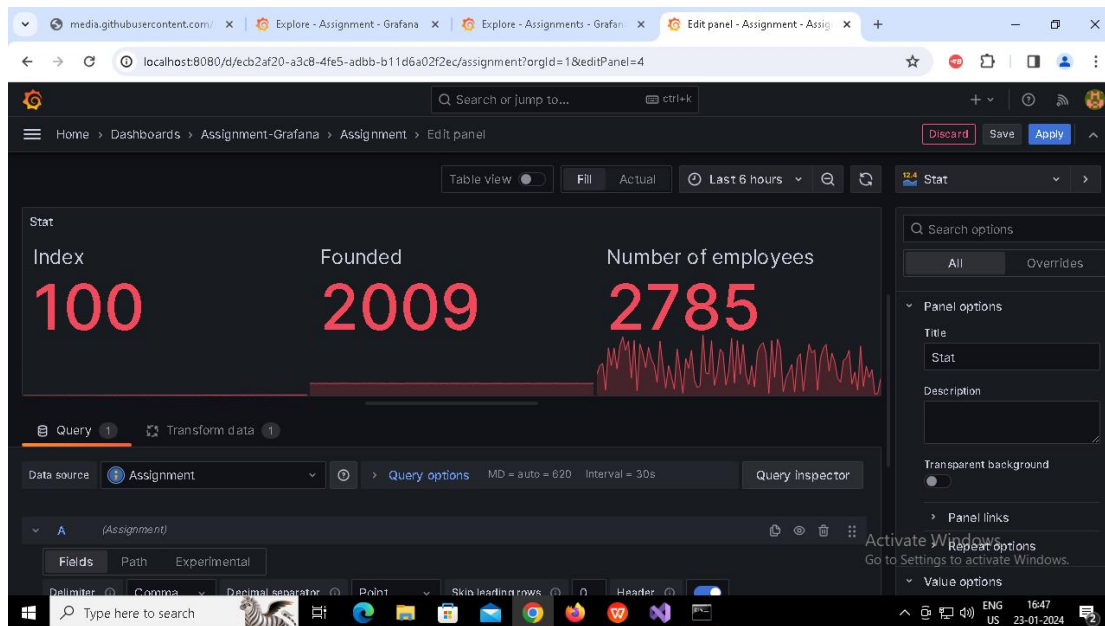 media.githubusercontent.com/
Explore - Assignment - Grafana
Explore - Assignments - Grafan
Edit panel - Assignment - Assig
localhost:8080/d/ecb2af20-a3c8-4fe5-adbb-b11d6a02f2ec/assignment?orgId=1&editPanel=4
Search or jump to... ctrl+k
Home > Dashboards > Assignment-Grafana > Assignment > Edit panel
Discard Save Apply
Table view Fill Actual Last 6 hours
12.4 Stat
Stat
Index Founded Number of employees
100 2009 2785
Search options
All Overrides
Panel options
Title
Stat
Description
Transparent background
Panel links
Repeat options
Value options
Query 1 Transform data 1
Data source Assignment Query options MD = auto = 620 Interval = 30s Query inspector
A (Assignment)
Fields Path Experimental
Delimiter Comma Decimal separator Point Skip leading rows 0 Header
Activate Windows
Go to Settings to activate Windows.
Type here to search
ENG 16:47
US 23-01-2024
2